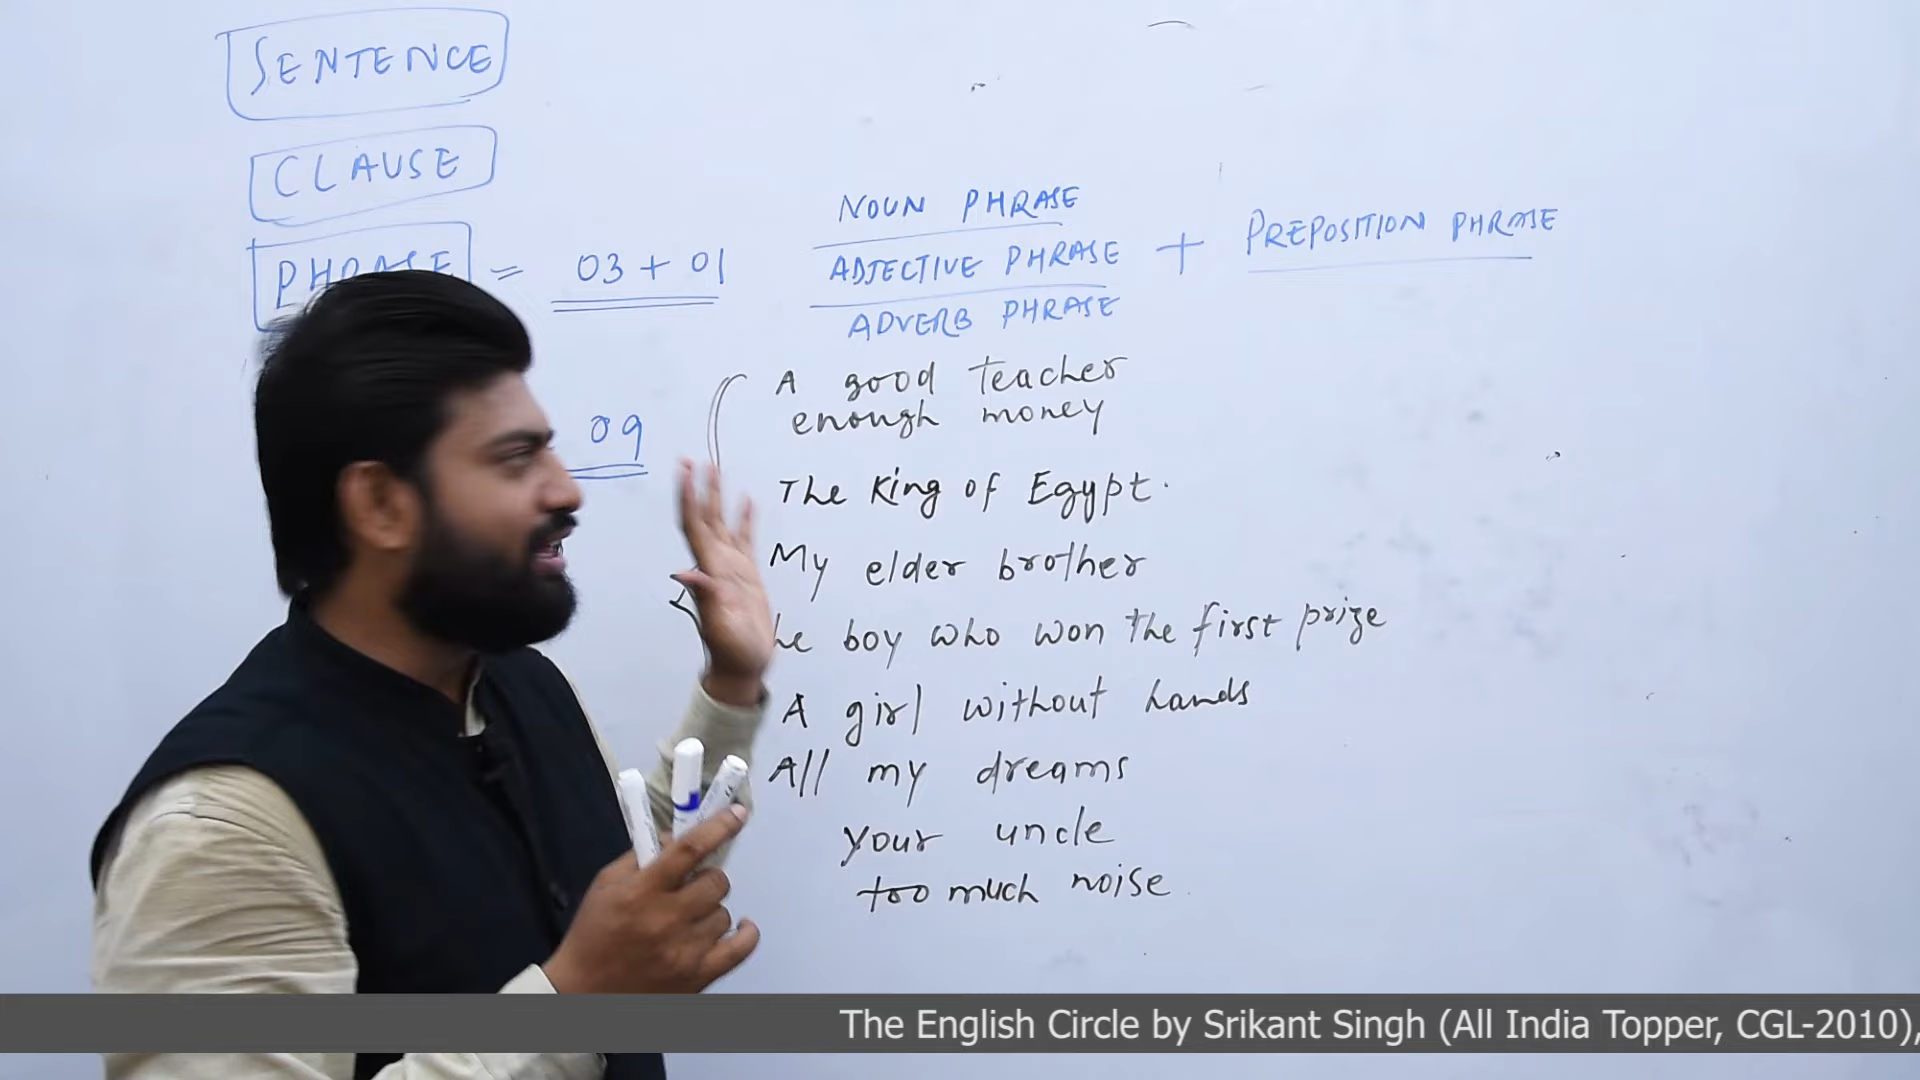 SENTENCE
CLAUSE
PHRASE = 03 + 01
NOUN PHRASE
ADJECTIVE PHRASE + PREPOSITION PHRASE
ADVERB PHRASE
09
A good teacher
enough money
The King of Egypt.
My elder brother
he boy who won the first prize
A girl without hands
All my dreams
your uncle
too much noise
The English Circle by Srikant Singh (All India Topper, CGL-2010),